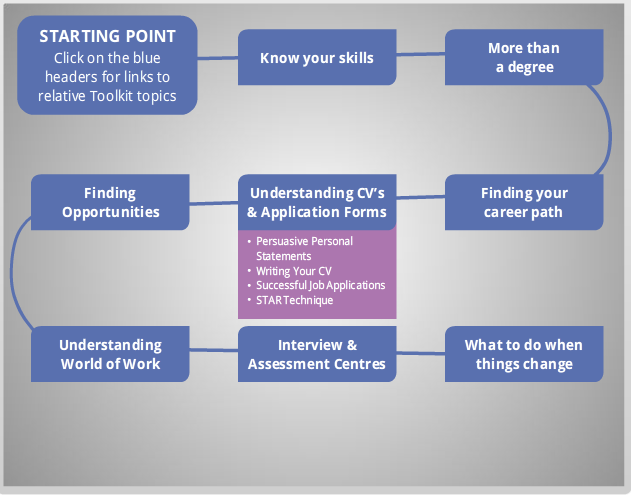 STARTING POINT
Click on the blue
headers for links to
relative Toolkit topics
Know your skills
More than
a degree
Finding
Opportunities
Understanding CV's
& Application Forms
• Persuasive Personal
Statements
• Writing Your CV
• Successful Job Applications
• STAR Technique
Finding your
career path
Understanding
World of Work
Interview &
Assessment Centres
What to do when
things change